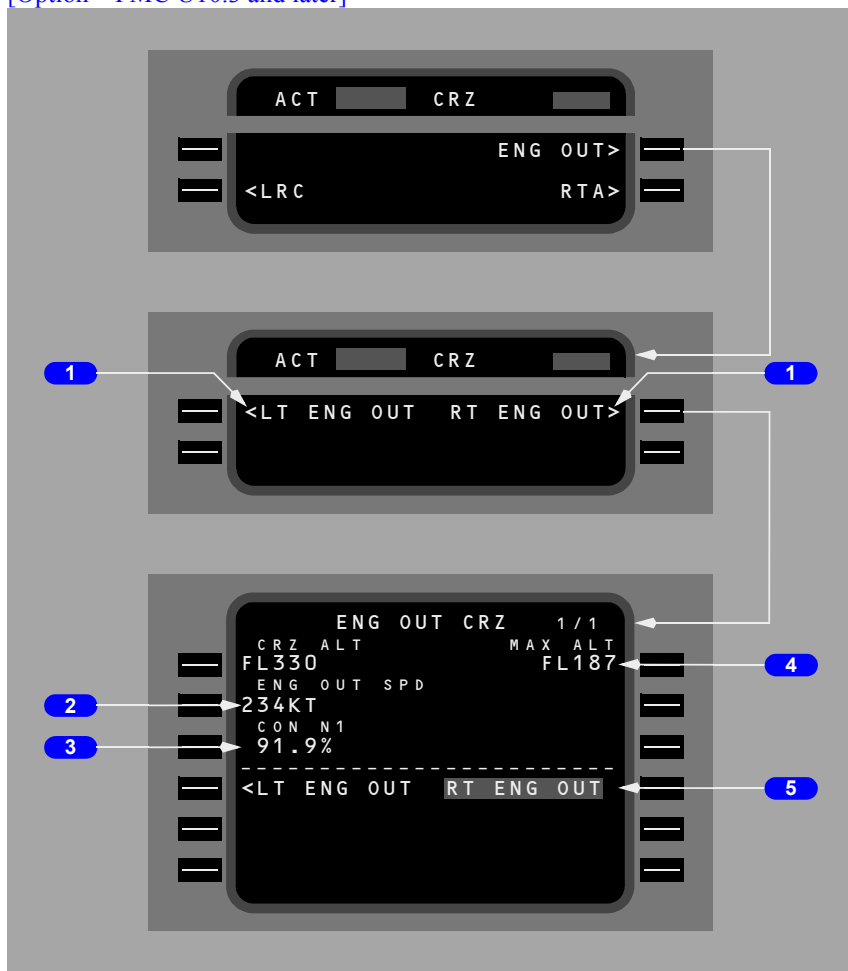 [Option - FMC U10.3 and later]
ACT CRZ
ENG OUT>
<LRC RTA>
ACT CRZ
1 1
<LT ENG OUT RT ENG OUT>
ENG OUT CRZ 1/1
CRZ ALT MAX ALT
FL330 FL187 4
ENG OUT SPD
2 234KT
CON N1
3 91.9%
--------------------------
<LT ENG OUT RT ENG OUT 5